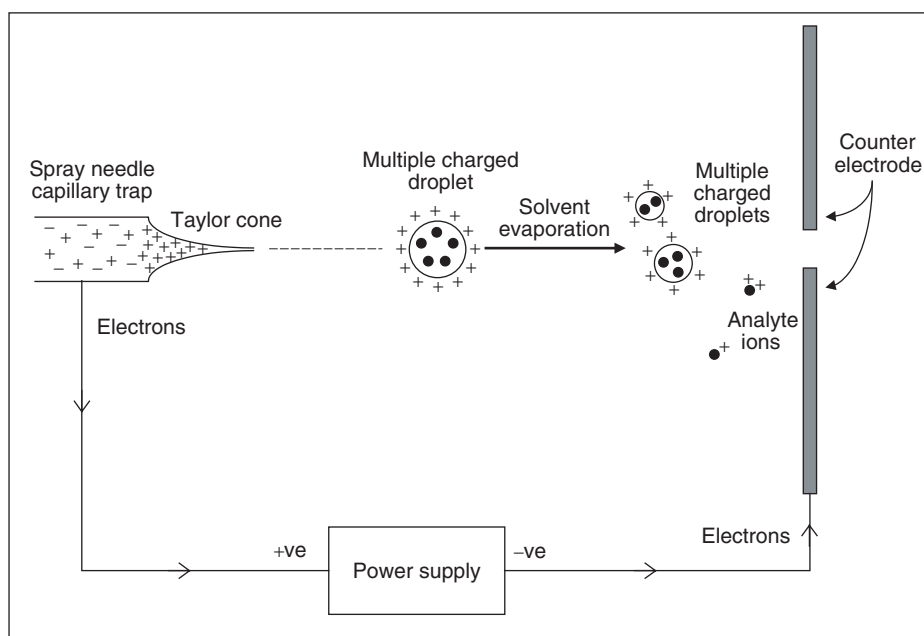 Spray needle
capillary trap
Taylor cone
Multiple charged
droplet
Solvent
evaporation
Multiple
charged
droplets
Counter
electrode
Analyte
ions
Electrons
+ve
Power supply
−ve
Electrons